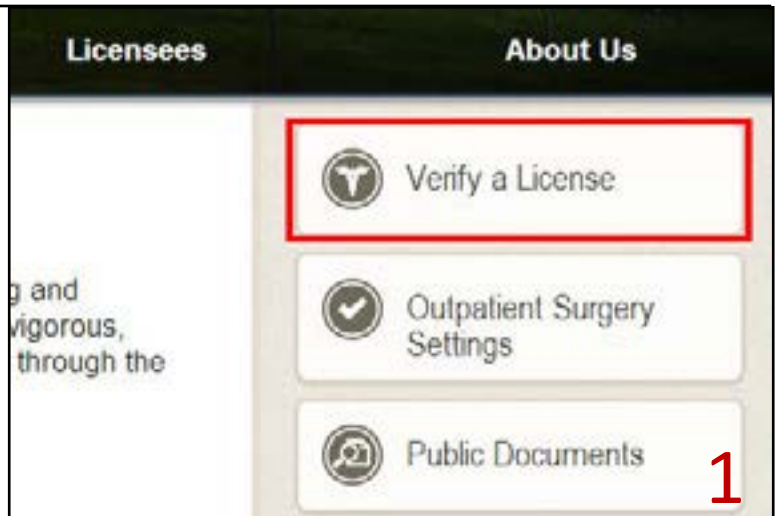 Licensees About Us
Verify a License
g and
vigorous,
through the
Outpatient Surgery
Settings
Public Documents
1